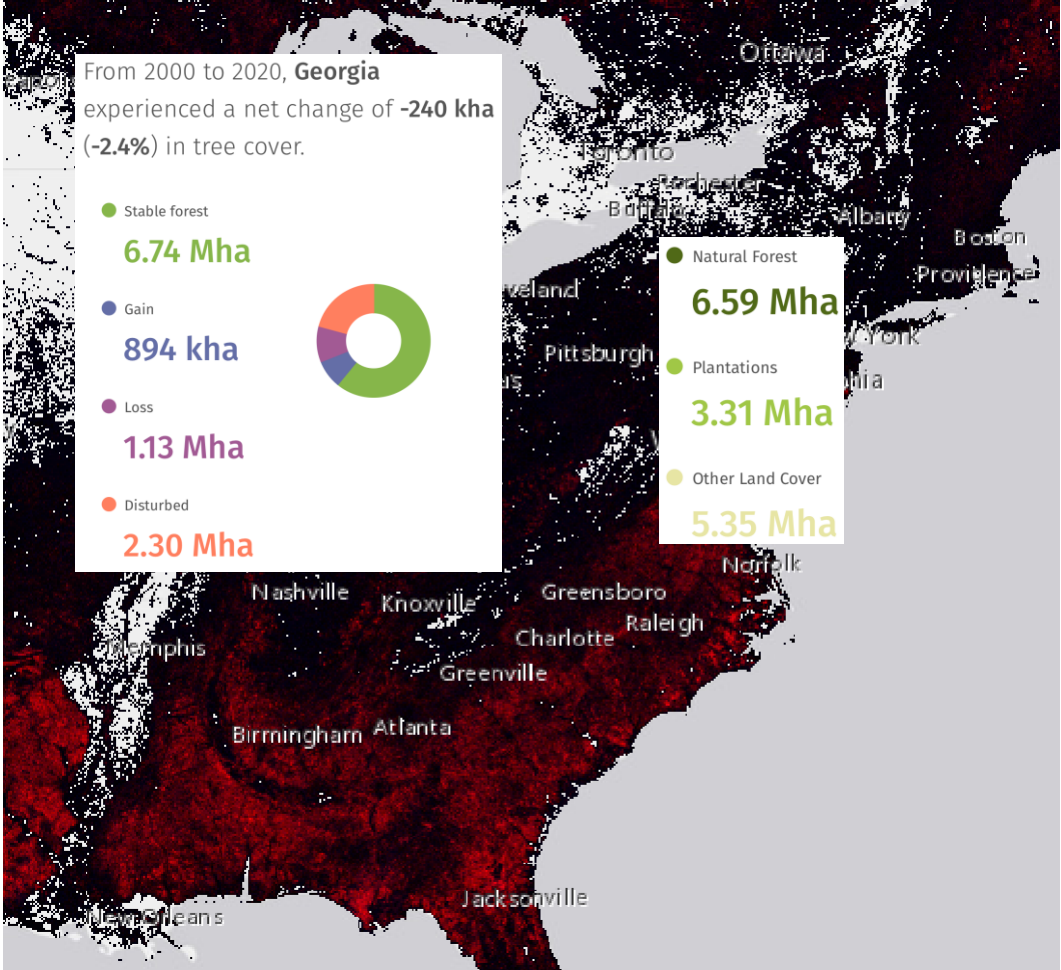 Ottawa
From 2000 to 2020, Georgia
experienced a net change of -240 kha
(-2.4%) in tree cover.
Toronto
Rochester
Buffalo
Stable forest
6.74 Mha
Albany
Boston
Providence
Gain
894 kha
Loss
1.13 Mha
Disturbed
2.30 Mha
veland
Pittsburgh
Natural Forest
6.59 Mha
York
Plantations
3.31 Mha
hia
Other Land Cover
5.35 Mha
Norfolk
Nashville
Knoxville
Greensboro
Raleigh
Memphis
Charlotte
Greenville
Birmingham
Atlanta
Jacksonville
New Orleans